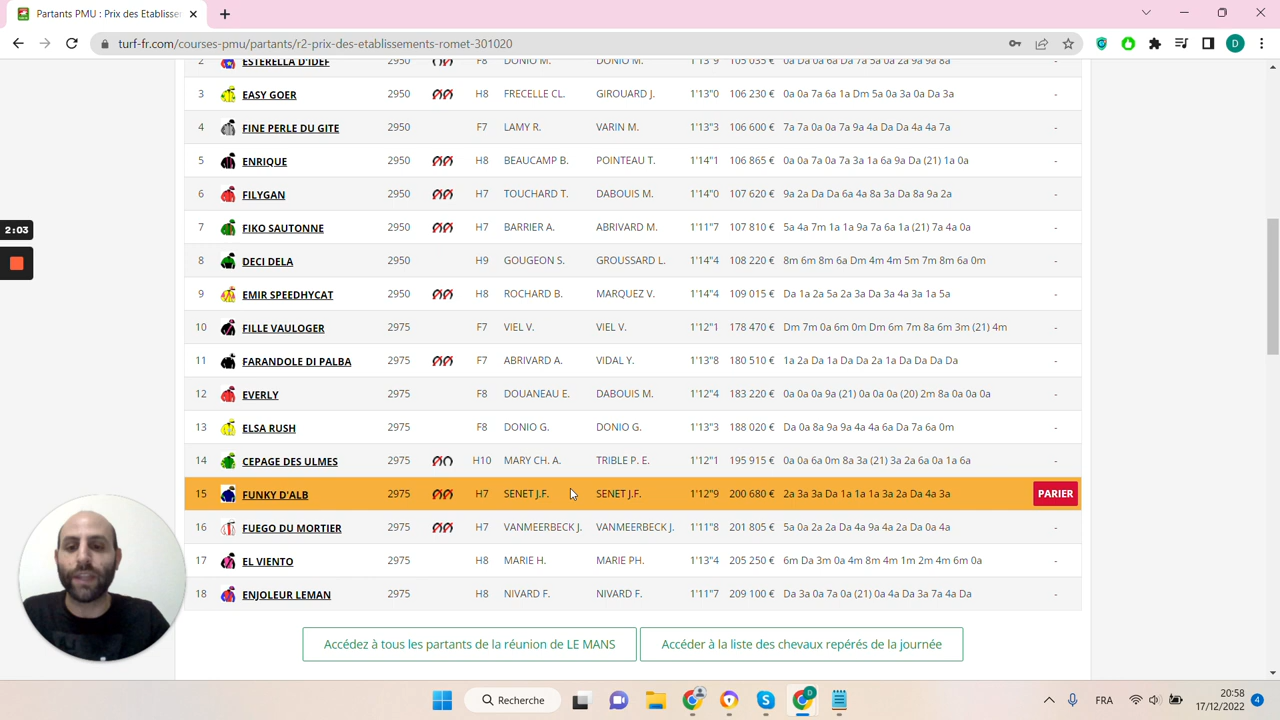 Partants PMU : Prix des Etablisse
turf-fr.com/courses-pmu/partants/r2-prix-des-etablissements-romet-301020
D
2 ESTERELLA D'IDEF 2950 F8 DONIO M. DONIO M. 1'13"9 105 035 € 0a Da 0a 6a Da 7a 5a 0a 2a 9a 9a 8a
3 EASY GOER 2950 H8 FRECELLE CL. GIROUARD J. 1'13"0 106 230 € 0a 0a 7a 6a 1a Dm 5a 0a 3a 0a Da 3a -
4 FINE PERLE DU GITE 2950 F7 LAMY R. VARIN M. 1'13"3 106 600 € 7a 7a 0a 0a 7a 9a 4a Da Da 4a 4a 7a -
5 ENRIQUE 2950 H8 BEAUCAMP B. POINTEAU T. 1'14"1 106 865 € 0a 0a 7a 0a 7a 3a 1a 6a 9a Da (21) 1a 0a -
6 FILYGAN 2950 H7 TOUCHARD T. DABOUIS M. 1'14"0 107 620 € 9a 2a Da Da 6a 4a 8a 3a Da 8a 9a 2a -
7 FIKO SAUTONNE 2950 H7 BARRIER A. ABRIVARD M. 1'11"7 107 810 € 5a 4a 7m 1a 1a 9a 7a 6a 1a (21) 7a 4a 0a -
8 DECI DELA 2950 H9 GOUGEON S. GROUSSARD L. 1'14"4 108 220 € 8m 6m 8m 6a Dm 4m 4m 5m 7m 8m 6a 0m -
9 EMIR SPEEDHYCAT 2950 H8 ROCHARD B. MARQUEZ V. 1'14"4 109 015 € Da 1a 2a 5a 2a 3a Da 3a 4a 3a 1a 5a -
10 FILLE VAULOGER 2975 F7 VIEL V. VIEL V. 1'12"1 178 470 € Dm 7m 0a 6m 0m Dm 6m 7m 8a 6m 3m (21) 4m -
11 FARANDOLE DI PALBA 2975 F7 ABRIVARD A. VIDAL Y. 1'13"8 180 510 € 1a 2a Da 1a Da Da 2a 1a Da Da Da Da -
12 EVERLY 2975 F8 DOUANEAU E. DABOUIS M. 1'12"4 183 220 € 0a 0a 0a 9a (21) 0a 0a 0a (20) 2m 8a 0a 0a 0a -
13 ELSA RUSH 2975 F8 DONIO G. DONIO G. 1'13"3 188 020 € Da 0a 8a 9a 9a 4a 4a 6a Da 7a 6a 0m -
14 CEPAGE DES ULMES 2975 H10 MARY CH. A. TRIBLE P. E. 1'12"1 195 915 € 0a 0a 6a 0m 8a 3a (21) 3a 2a 6a 0a 1a 6a -
15 FUNKY D'ALB 2975 H7 SENET J.F. SENET J.F. 1'12"9 200 680 € 2a 3a 3a Da 1a 1a 1a 3a 2a Da 4a 3a PARIER
16 FUEGO DU MORTIER 2975 H7 VANMEERBECK J. VANMEERBECK J. 1'11"8 201 805 € 5a 0a 2a 2a Da 4a 9a 4a 2a Da 0a 4a -
17 EL VIENTO 2975 H8 MARIE H. MARIE PH. 1'13"4 205 250 € 6m Da 3m 0a 4m 8m 4m 1m 2m 4m 6m 0a -
18 ENJOLEUR LEMAN 2975 H8 NIVARD F. NIVARD F. 1'11"7 209 100 € Da 3a 0a 7a 0a (21) 0a 4a Da 3a 7a 4a Da -
2:03
Accédez à tous les partants de la réunion de LE MANS
Accéder à la liste des chevaux repérés de la journée
Recherche
D
FRA
20:58
17/12/2022
4